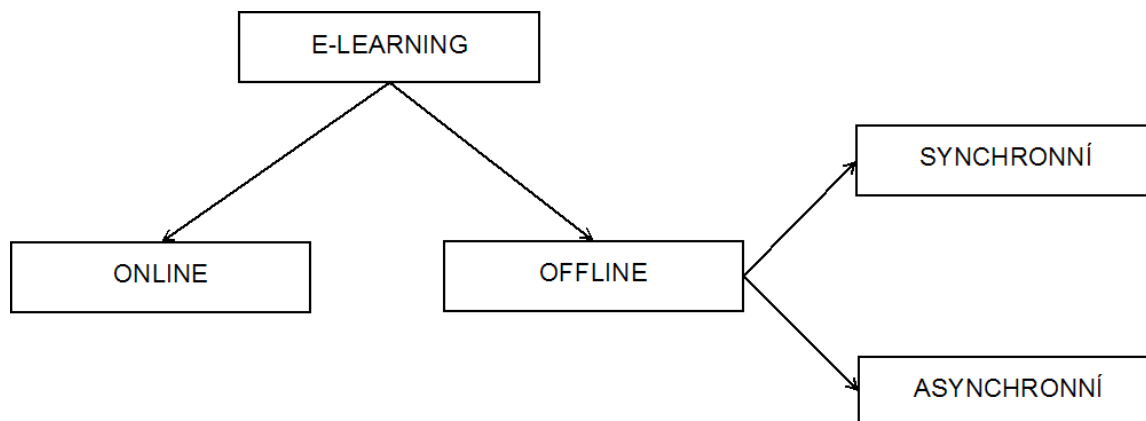 E-LEARNING
SYNCHRONNÍ
ONLINE
OFFLINE
ASYNCHRONNÍ